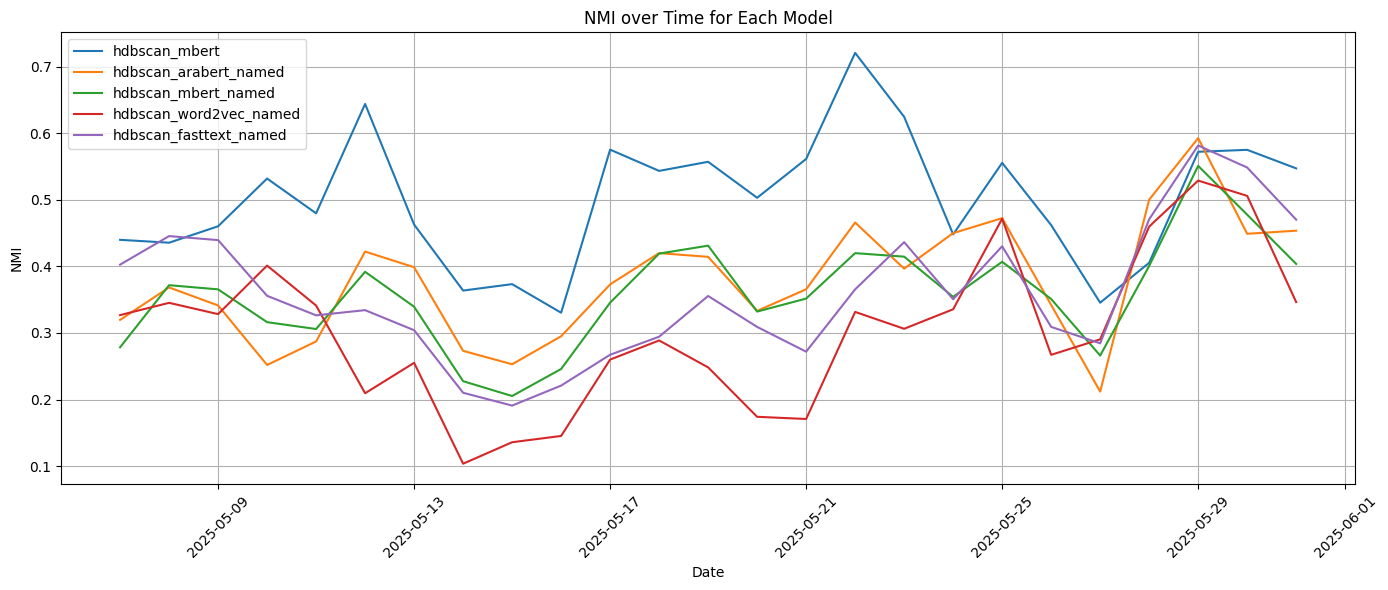 NMI over Time for Each Model
hdbscan_mbert
hdbscan_arabert_named
hdbscan_mbert_named
hdbscan_word2vec_named
hdbscan_fasttext_named
NMI
0.7
0.6
0.5
0.4
0.3
0.2
0.1
2025-05-09
2025-05-13
2025-05-17
2025-05-21
2025-05-25
2025-05-29
2025-06-01
Date